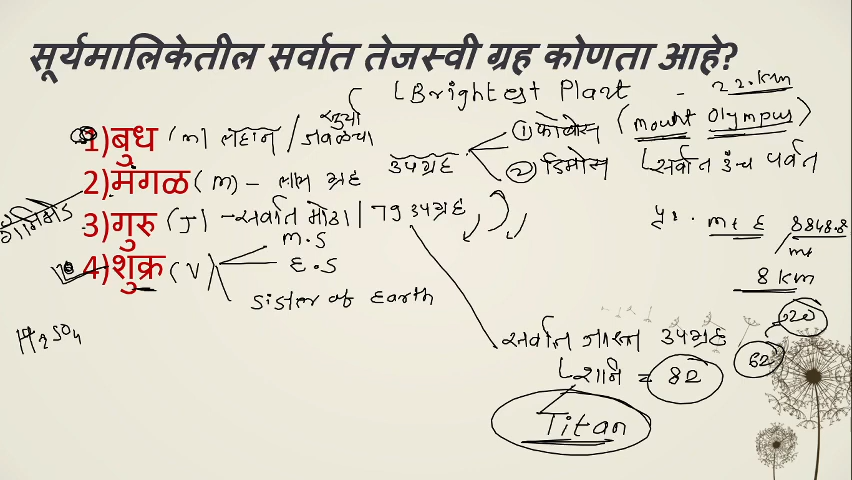 सूर्यमालिकेतील सर्वात तेजस्वी ग्रह कोणता आहे?
Brightest Plant - 22.km
1)बुध (m) लहान / सूर्या जवळचा
उपग्रह ① फोबोस (Mount Olympus)
② डिमोस सर्वात उंच पर्वत
2)मंगळ (m) - लाल ग्रह
3)गुरु (J) - सर्वात मोठा | 79 उपग्रह
गॅनिमेड
पृ. mt E 8848.8 mt
8 km
4)शुक्र (V) m.s
E.S
Sister of Earth
H2SO4
सर्वात जास्त उपग्रह
शनि = 82
62 20
Titan